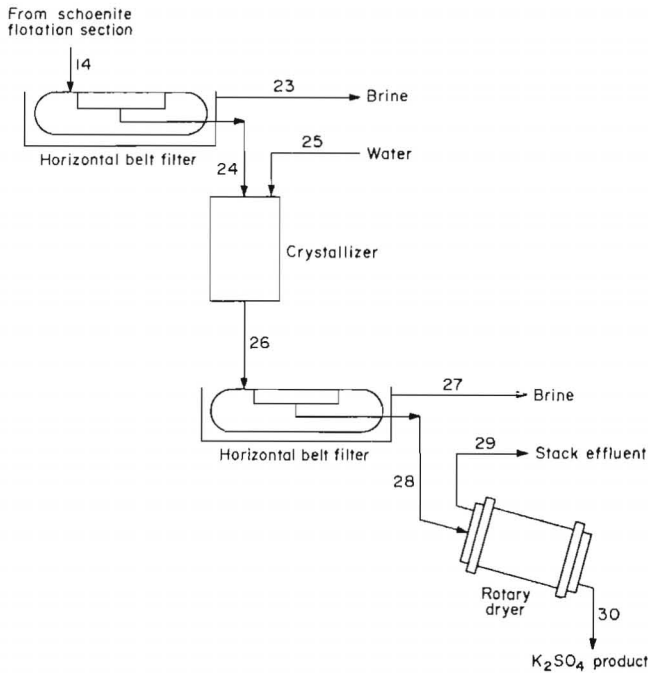 From schoenite
flotation section
14
23
Brine
Horizontal belt filter
24
25
Water
Crystallizer
26
27
Brine
Horizontal belt filter
28
29
Stack effluent
Rotary
dryer
30
K₂SO₄ product